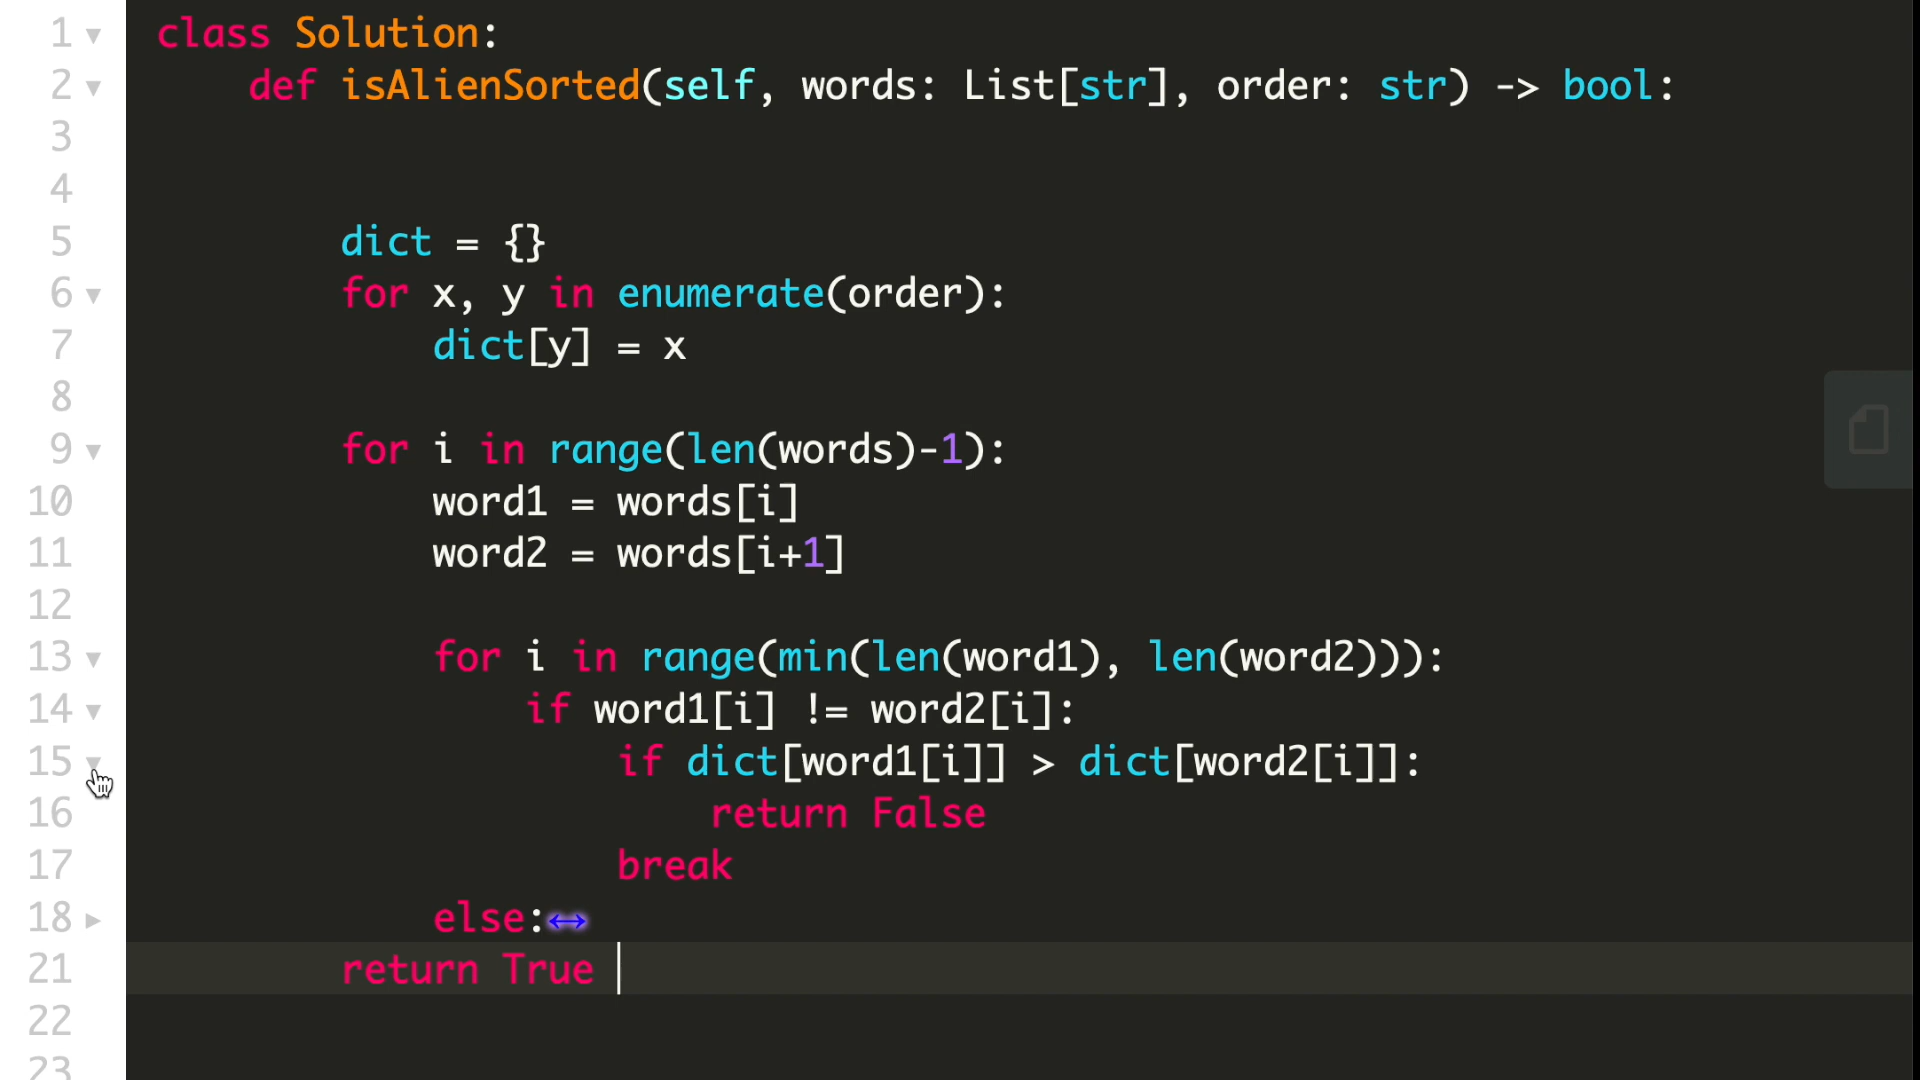 1 class Solution:
2 def isAlienSorted(self, words: List[str], order: str) -> bool:
3
4
5 dict = {}
6 for x, y in enumerate(order):
7 dict[y] = x
8
9 for i in range(len(words)-1):
10 word1 = words[i]
11 word2 = words[i+1]
12
13 for i in range(min(len(word1), len(word2))):
14 if word1[i] != word2[i]:
15 if dict[word1[i]] > dict[word2[i]]:
16 return False
17 break
18 else:↔
21 return True
22
23